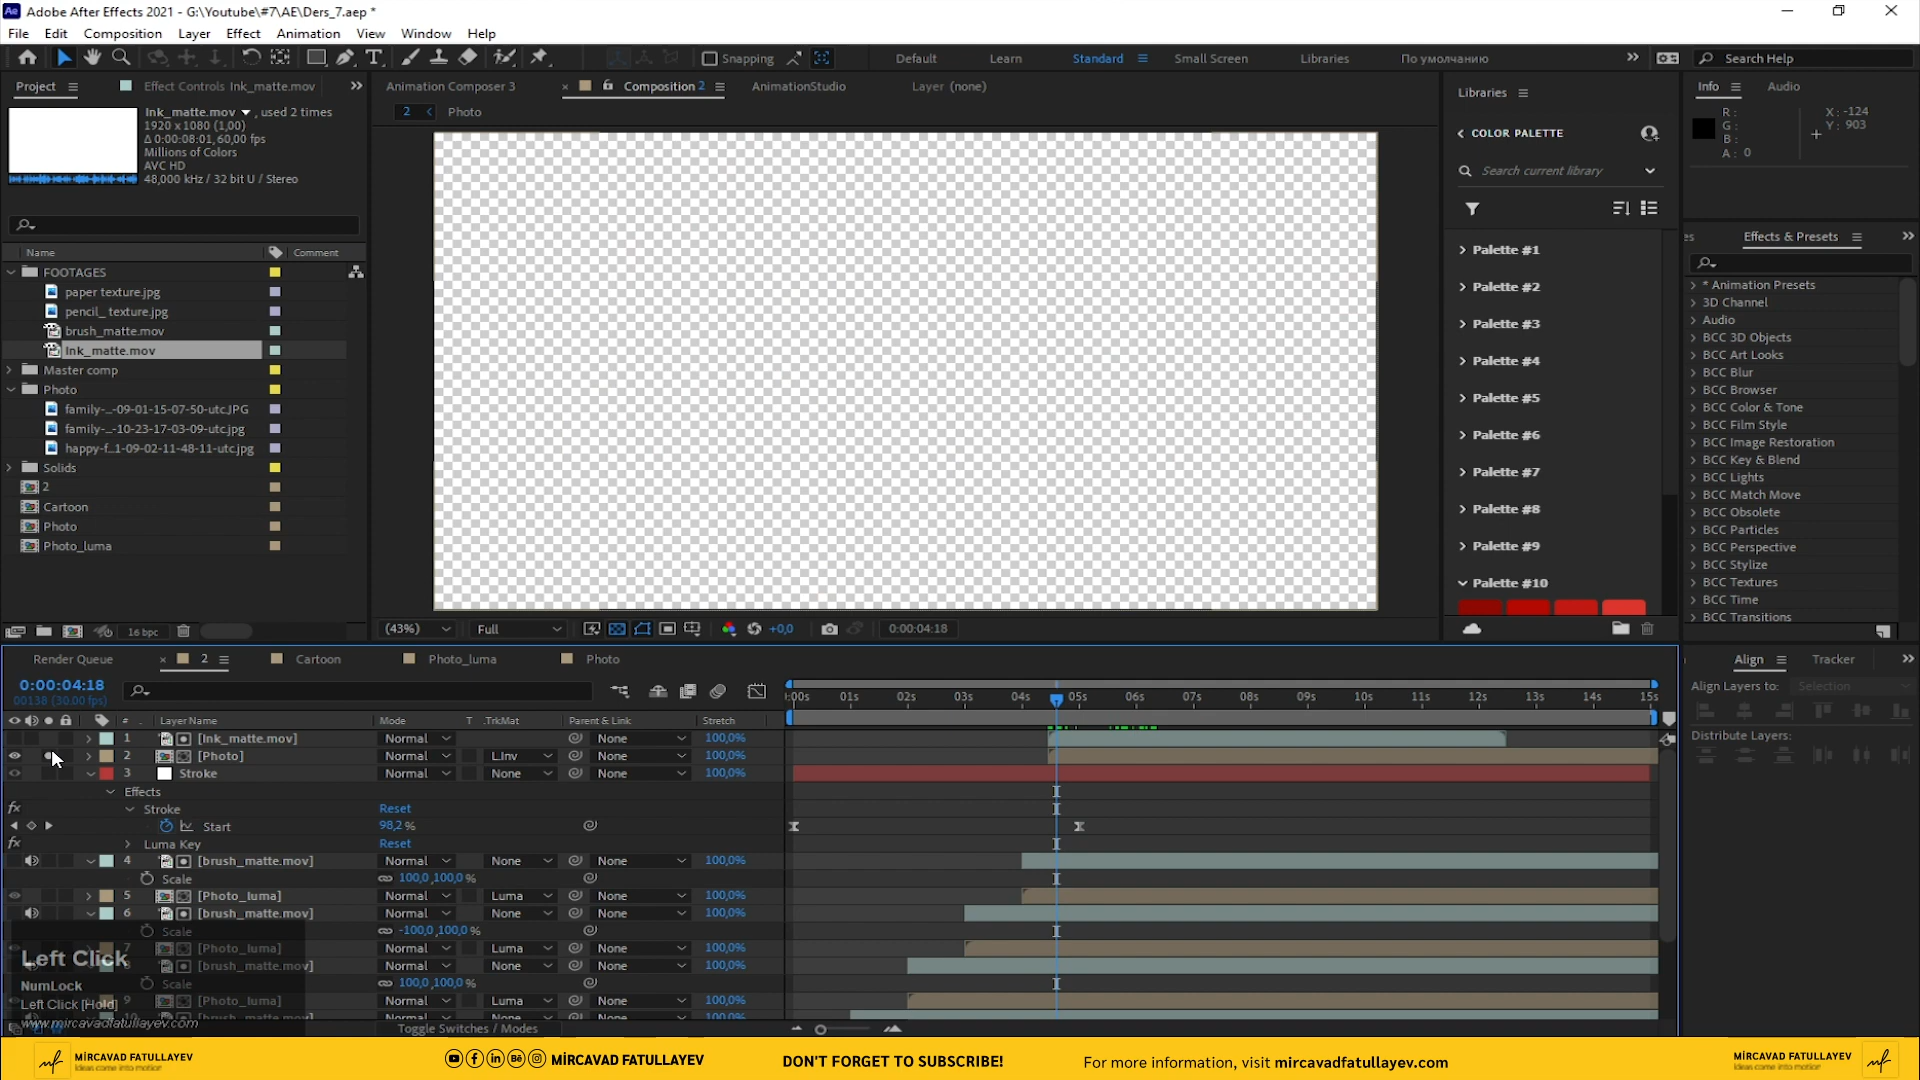 Adobe After Effects 2021 - G:\Youtube\#7\AE\Ders_7.aep *
File Edit Composition Layer Effect Animation View Window Help
Snapping Default Learn Standard Small Screen Libraries По умолчанию Search Help
Project Effect Controls Ink_matte.mov
Ink_matte.mov , used 2 times
1920 x 1080 (1,00)
Δ 0:00:08:01, 60,00 fps
Millions of Colors
AVC HD
48,000 kHz / 32 bit U / Stereo
Name Comment
FOOTAGES
paper texture.jpg
pencil_ texture.jpg
brush_matte.mov
Ink_matte.mov
Master comp
Photo
family-_-09-01-15-07-50-utc.JPG
family-_-10-23-17-03-09-utc.jpg
happy-f_1-09-02-11-48-11-utc.jpg
Solids
2
Cartoon
Photo
Photo_luma
16 bpc
Animation Composer 3 Composition 2 AnimationStudio Layer (none)
2 Photo
(43%) Full +0,0 0:00:04:18
Libraries
COLOR PALETTE
Search current library
Palette #1
Palette #2
Palette #3
Palette #4
Palette #5
Palette #6
Palette #7
Palette #8
Palette #9
Palette #10
Info Audio
R:
G:
B:
A: 0
X: -124
Y: 903
Effects & Presets
* Animation Presets
3D Channel
Audio
BCC 3D Objects
BCC Art Looks
BCC Blur
BCC Browser
BCC Color & Tone
BCC Film Style
BCC Image Restoration
BCC Key & Blend
BCC Lights
BCC Match Move
BCC Obsolete
BCC Particles
BCC Perspective
BCC Stylize
BCC Textures
BCC Time
BCC Transitions
Align Tracker
Align Layers to: Selection
Distribute Layers:
Render Queue 2 Cartoon Photo_luma Photo
0:00:04:18
00138 (30.00 fps)
:00s 01s 02s 03s 04s 05s 06s 07s 08s 09s 10s 11s 12s 13s 14s 15s
# Layer Name Mode T .TrkMat Parent & Link Stretch
1 [Ink_matte.mov] Normal None 100,0%
2 [Photo] Normal L.Inv None 100,0%
3 Stroke Normal None None 100,0%
Effects
fx Stroke Reset
Start 98,2 %
fx Luma Key Reset
4 [brush_matte.mov] Normal None None 100,0%
Scale 100,0 ,100,0 %
5 [Photo_luma] Normal Luma None 100,0%
6 [brush_matte.mov] Normal None None 100,0%
Scale -100,0 ,100,0 %
7 [Photo_luma] Normal Luma None 100,0%
[brush_matte.mov] Normal None None 100,0%
Scale 100,0 ,100,0 %
9 [Photo_luma] Normal Luma None 100,0%
10 [brush_matte.mov] Normal None None 100,0%
Toggle Switches / Modes
Left Click
NumLock
Left Click [Hold]
www.mircavadfatullayev.com
mf MİRCAVAD FATULLAYEV
Ideas come into motion
MİRCAVAD FATULLAYEV
DON'T FORGET TO SUBSCRIBE!
For more information, visit mircavadfatullayev.com
MİRCAVAD FATULLAYEV
Ideas come into motion
mf